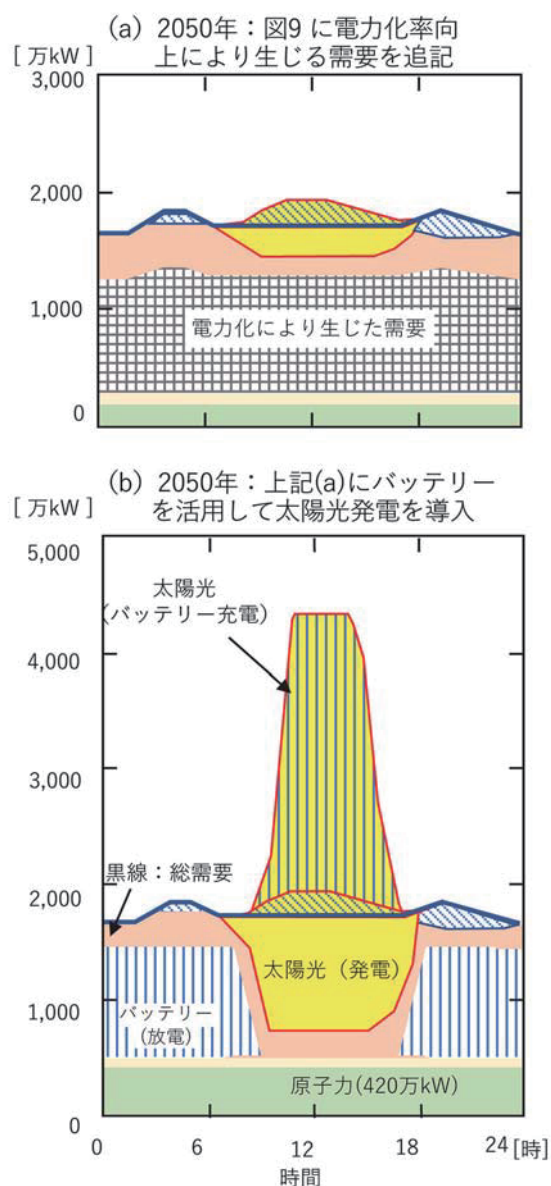 (a) 2050年:図9 に電力化率向
上により生じる需要を追記
[ 万kW ]
3,000
2,000
1,000
0
電力化により生じた需要
(b) 2050年:上記(a)にバッテリー
を活用して太陽光発電を導入
[ 万kW ]
5,000
4,000
3,000
2,000
1,000
0
太陽光
(バッテリー充電)
黒線:総需要
太陽光(発電)
バッテリー
(放電)
原子力(420万kW)
0 6 12 18 24 [時]
時間